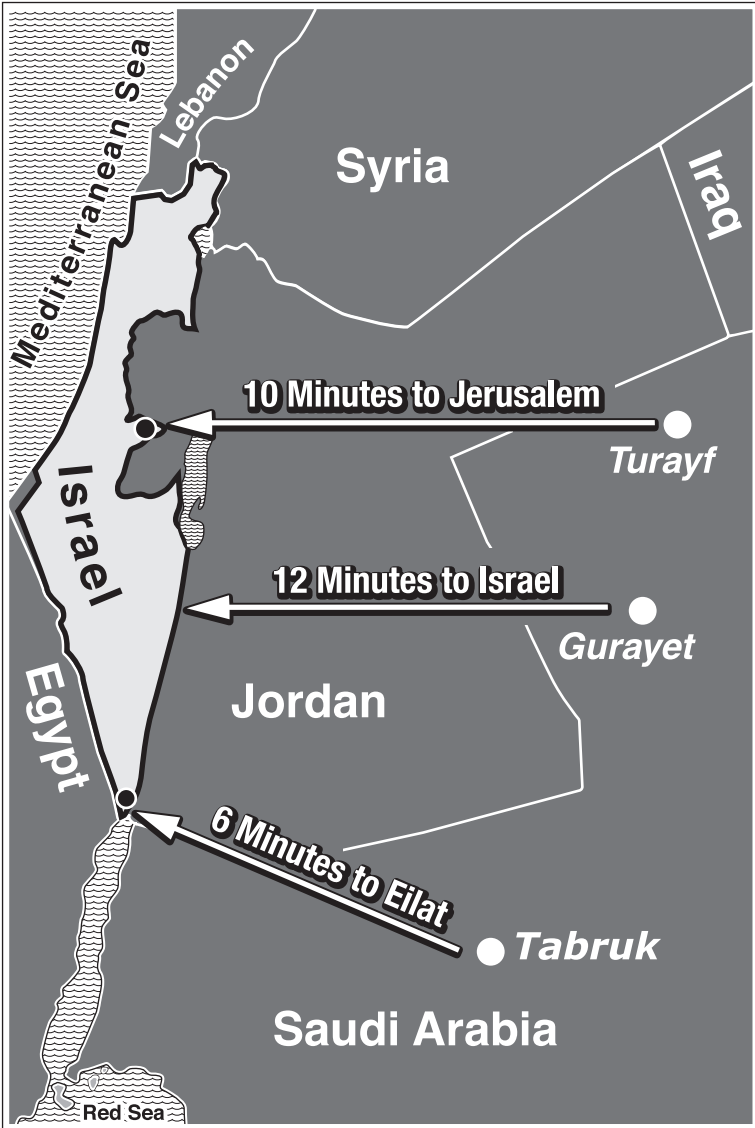 Mediterranean Sea
Lebanon
Syria
Iraq
10 Minutes to Jerusalem
Turayf
Israel
12 Minutes to Israel
Gurayet
Egypt
Jordan
6 Minutes to Eilat
Tabruk
Saudi Arabia
Red Sea